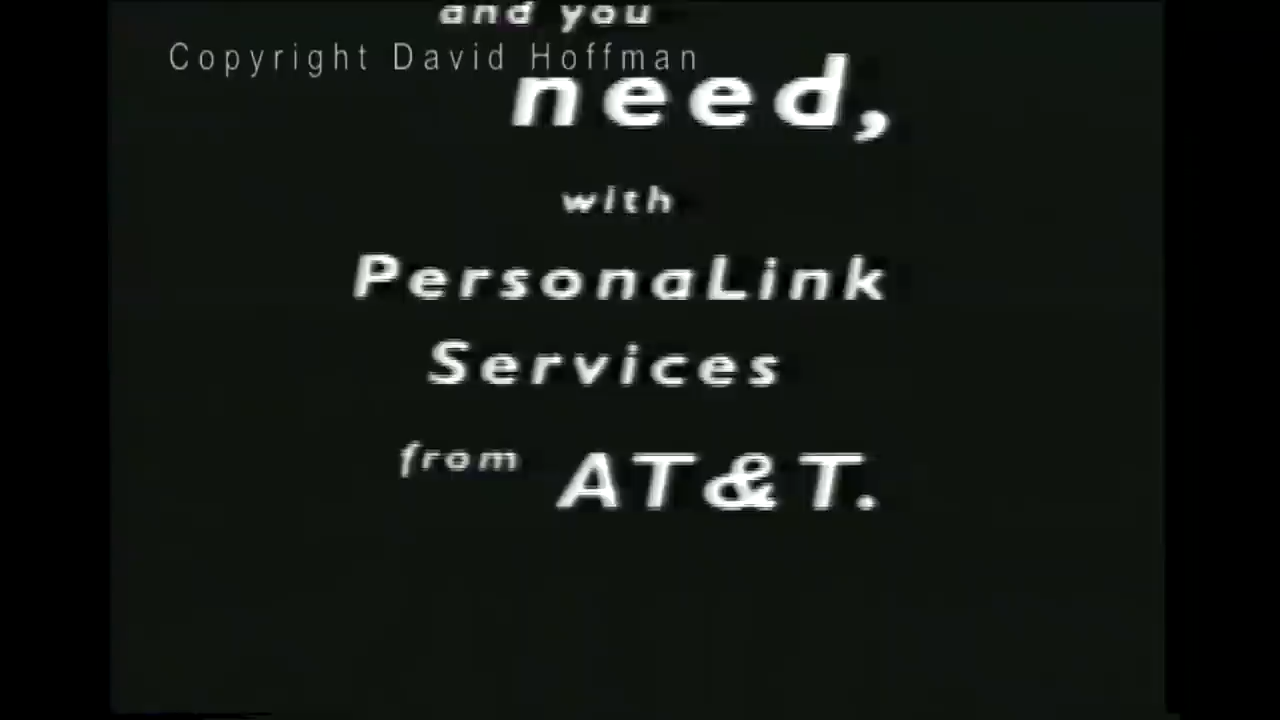 and you
Copyright David Hoffman
need,
with
PersonaLink
Services
from AT&T.